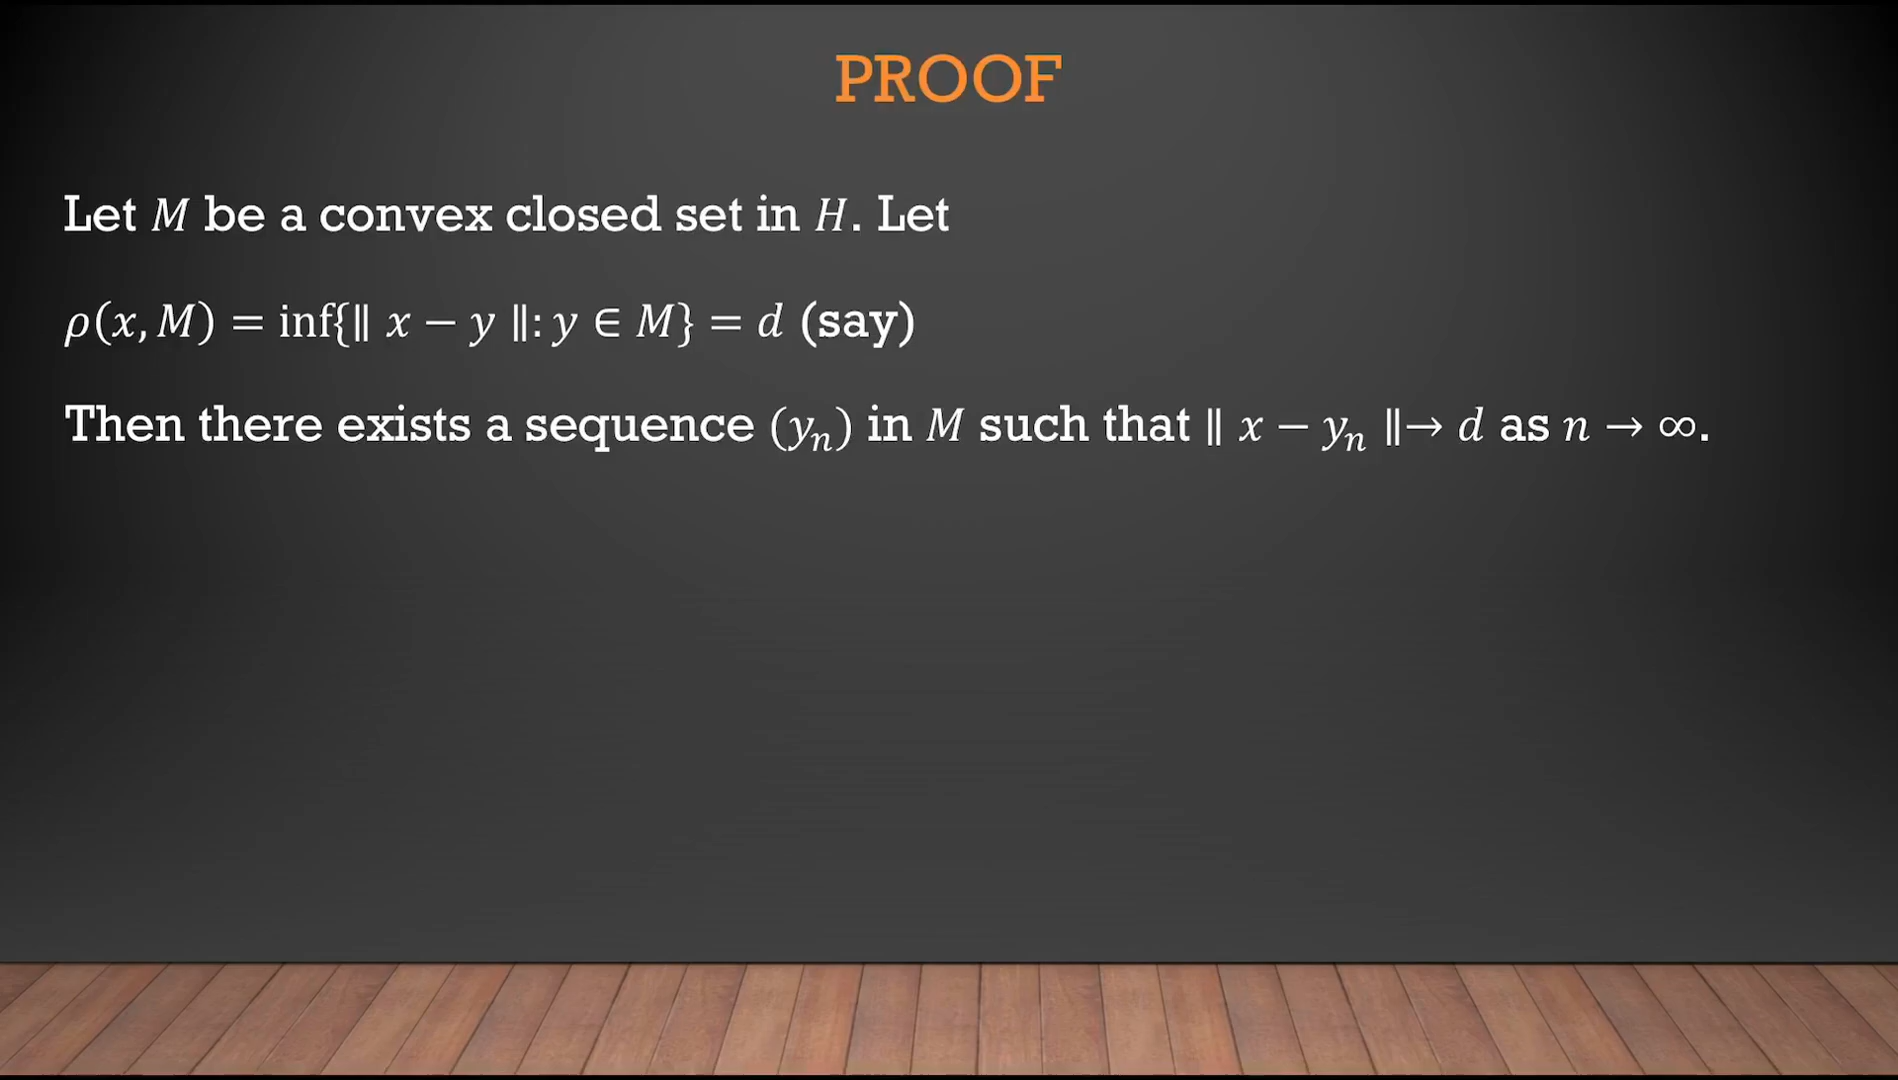 PROOF
Let M be a convex closed set in H. Let
ρ(x, M) = inf{‖ x − y ‖: y ∈ M} = d (say)
Then there exists a sequence (yₙ) in M such that ‖ x − yₙ ‖→ d as n → ∞.